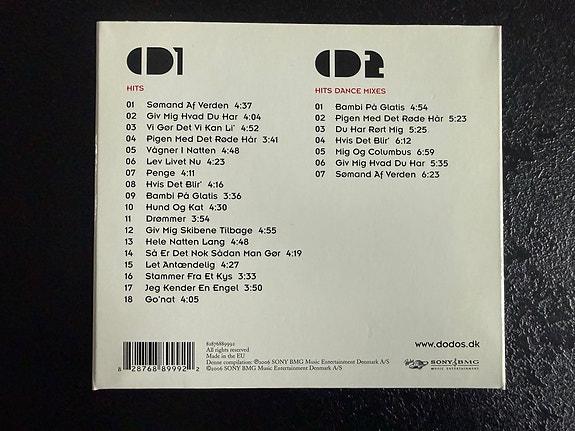 CD1
HITS
01 Sømand Af Verden 4:37
02 Giv Mig Hvad Du Har 4:04
03 Vi Gør Det Vi Kan Li' 4:52
04 Pigen Med Det Røde Hår 3:41
05 Vågner I Natten 4:48
06 Lev Livet Nu 4:23
07 Penge 4:11
08 Hvis Det Blir' 4:16
09 Bambi På Glatis 3:36
10 Hund Og Kat 4:30
11 Drømmer 3:54
12 Giv Mig Skibene Tilbage 4:55
13 Hele Natten Lang 4:48
14 Så Er Det Nok Sådan Man Gør 4:19
15 Let Antændelig 4:27
16 Stammer Fra Et Kys 3:33
17 Jeg Kender En Engel 3:50
18 Go'nat 4:05
CD2
HITS DANCE MIXES
01 Bambi På Glatis 4:54
02 Pigen Med Det Røde Hår 5:23
03 Du Har Rørt Mig 5:25
04 Hvis Det Blir' 6:12
05 Mig Og Columbus 6:59
06 Giv Mig Hvad Du Har 5:35
07 Sømand Af Verden 6:23
8 28768 89992 2
82876889992
All rights reserved
Made in the EU
Denne compilation: ℗2006 SONY BMG Music Entertainment Denmark A/S
©2006 SONY BMG Music Entertainment Denmark A/S
www.dodos.dk
SONY BMG
MUSIC ENTERTAINMENT